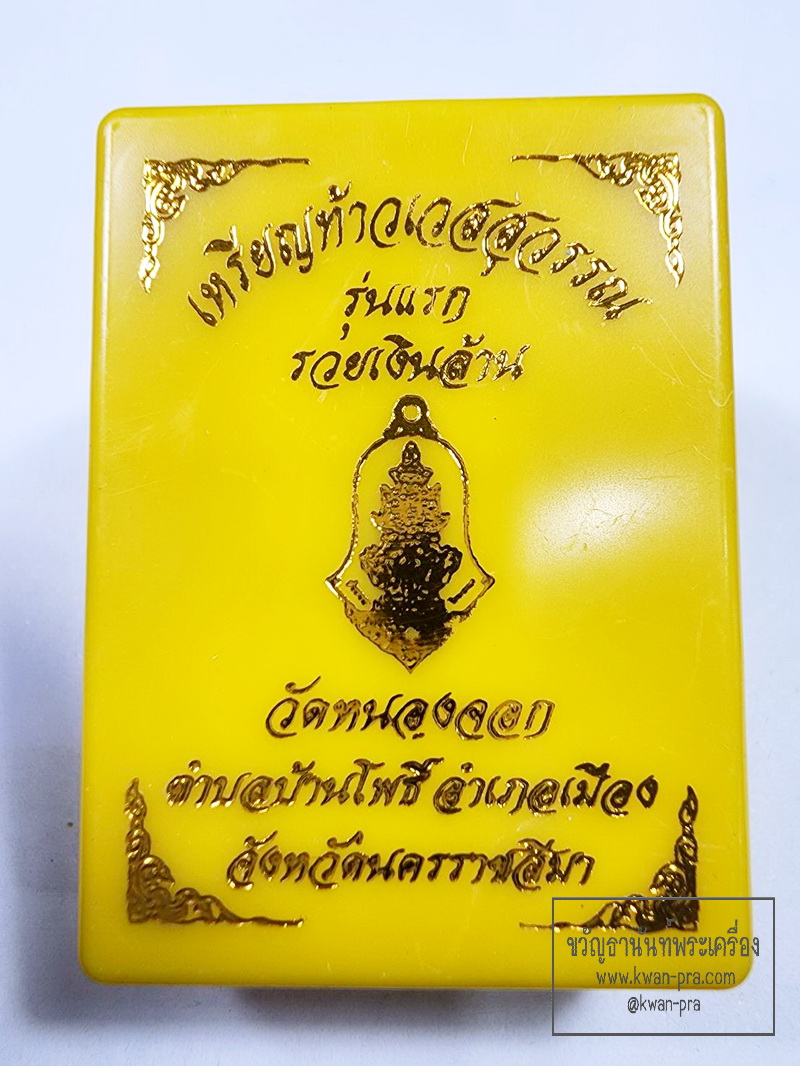 เหรียญท้าวเวสสุวรรณ
รุ่นแรก
รวยเงินล้าน
วัดหนองจอก
ตำบลบ้านโพธิ์ อำเภอเมือง
จังหวัดนครราชสีมา
ขวัญธานันท์พระเครื่อง
www.kwan-pra.com
@kwan-pra